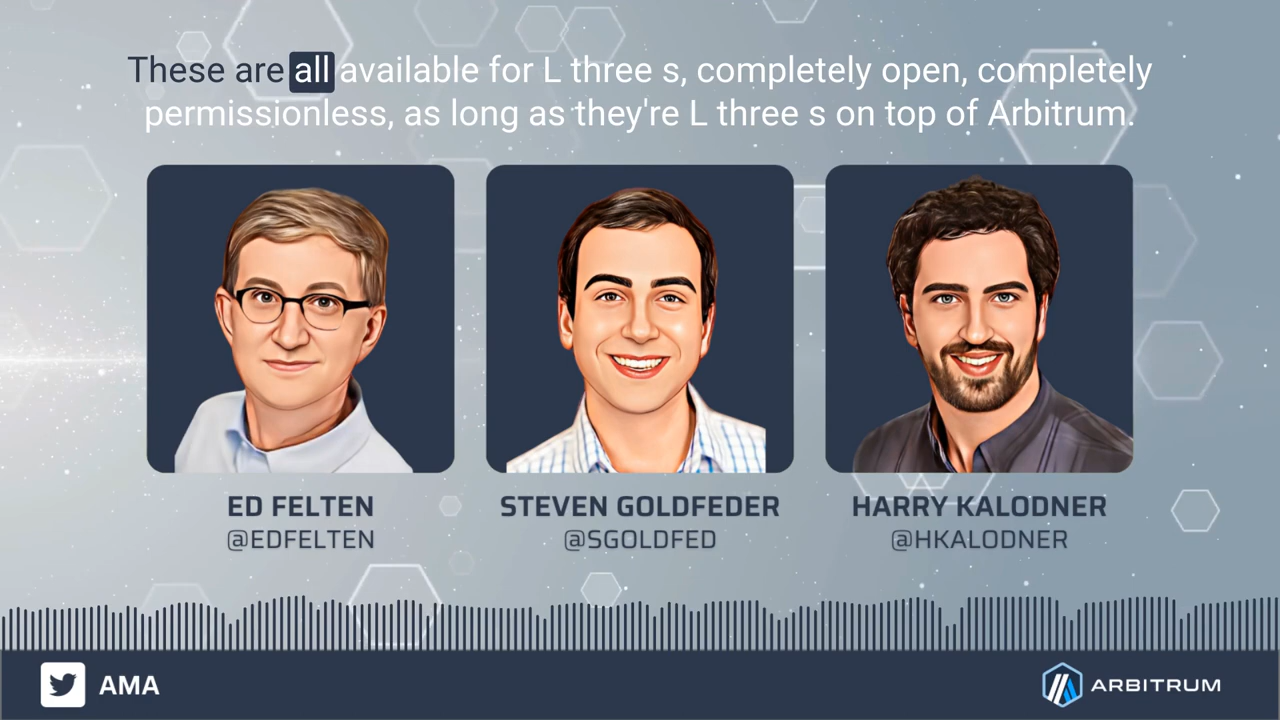 These are all available for L three s, completely open, completely
permissionless, as long as they're L three s on top of Arbitrum.
ED FELTEN
@EDFELTEN
STEVEN GOLDFEDER
@SGOLDFED
HARRY KALODNER
@HKALODNER
AMA
ARBITRUM